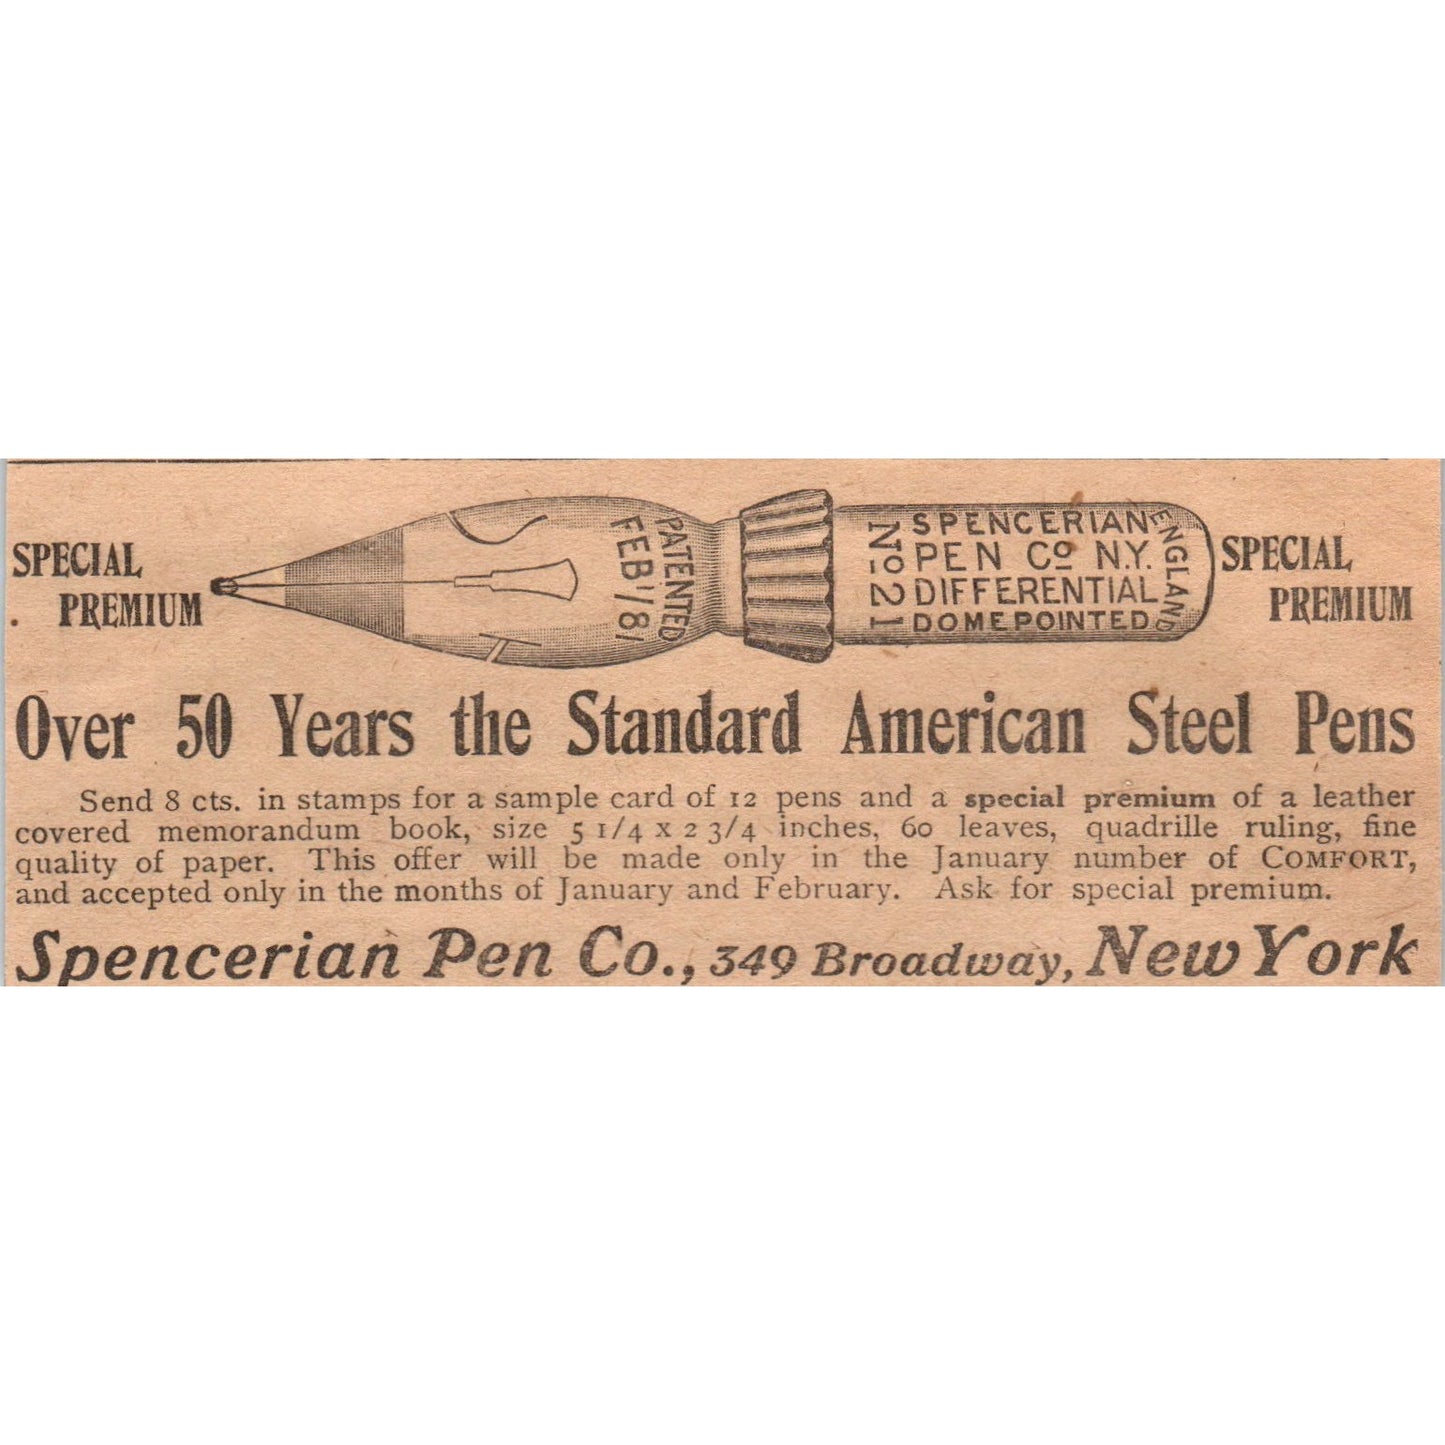 SPECIAL
PREMIUM
PATENTED
FEB'/81
No 21
SPENCERIAN
PEN Co N.Y.
DIFFERENTIAL
DOMEPOINTED
ENGLAND
SPECIAL
PREMIUM
Over 50 Years the Standard American Steel Pens
Send 8 cts. in stamps for a sample card of 12 pens and a special premium of a leather
covered memorandum book, size 5 1/4 x 2 3/4 inches, 60 leaves, quadrille ruling, fine
quality of paper. This offer will be made only in the January number of COMFORT,
and accepted only in the months of January and February. Ask for special premium.
Spencerian Pen Co., 349 Broadway, New York